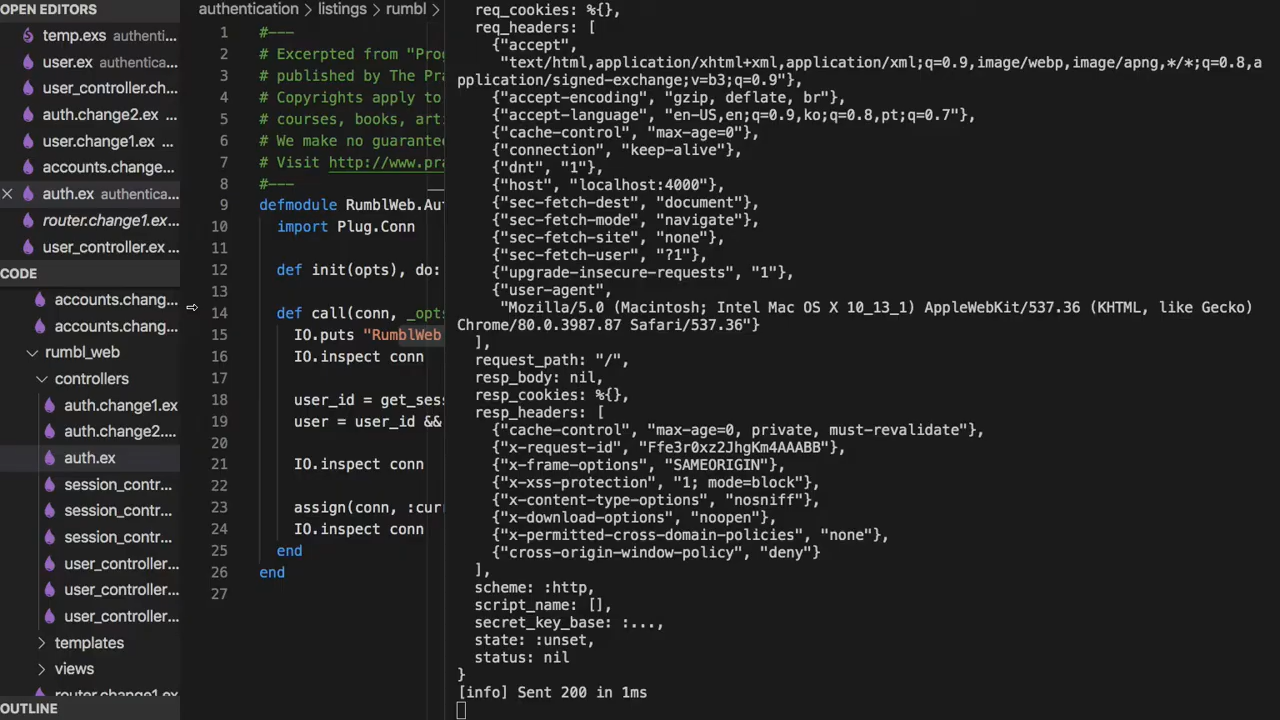 OPEN EDITORS
temp.exs authenti...
user.ex authentica...
user_controller.ch...
auth.change2.ex ...
user.change1.ex ...
accounts.change...
auth.ex authentica...
router.change1.ex...
user_controller.ex ...
CODE
accounts.chang...
accounts.chang...
rumbl_web
controllers
auth.change1.ex
auth.change2....
auth.ex
session_contr...
session_contr...
session_contr...
user_controller...
user_controller...
user_controller...
templates
views
router.change1.ex
OUTLINE
authentication › listings › rumbl ›
1 #---
2 # Excerpted from "Prog
3 # published by The Pra
4 # Copyrights apply to
5 # courses, books, arti
6 # We make no guarantee
7 # Visit http://www.pra
8 #---
9 defmodule RumblWeb.Aut
10 import Plug.Conn
11
12 def init(opts), do:
13
14 def call(conn, _opts
15 IO.puts "RumblWeb
16 IO.inspect conn
17
18 user_id = get_sess
19 user = user_id &&
20
21 IO.inspect conn
22
23 assign(conn, :curr
24 IO.inspect conn
25 end
26 end
27
req_cookies: %{},
req_headers: [
{"accept",
"text/html,application/xhtml+xml,application/xml;q=0.9,image/webp,image/apng,*/*;q=0.8,a
pplication/signed-exchange;v=b3;q=0.9"},
{"accept-encoding", "gzip, deflate, br"},
{"accept-language", "en-US,en;q=0.9,ko;q=0.8,pt;q=0.7"},
{"cache-control", "max-age=0"},
{"connection", "keep-alive"},
{"dnt", "1"},
{"host", "localhost:4000"},
{"sec-fetch-dest", "document"},
{"sec-fetch-mode", "navigate"},
{"sec-fetch-site", "none"},
{"sec-fetch-user", "?1"},
{"upgrade-insecure-requests", "1"},
{"user-agent",
"Mozilla/5.0 (Macintosh; Intel Mac OS X 10_13_1) AppleWebKit/537.36 (KHTML, like Gecko)
Chrome/80.0.3987.87 Safari/537.36"}
],
request_path: "/",
resp_body: nil,
resp_cookies: %{},
resp_headers: [
{"cache-control", "max-age=0, private, must-revalidate"},
{"x-request-id", "Ffe3r0xz2JhgKm4AAABB"},
{"x-frame-options", "SAMEORIGIN"},
{"x-xss-protection", "1; mode=block"},
{"x-content-type-options", "nosniff"},
{"x-download-options", "noopen"},
{"x-permitted-cross-domain-policies", "none"},
{"cross-origin-window-policy", "deny"}
],
scheme: :http,
script_name: [],
secret_key_base: :...,
state: :unset,
status: nil
}
[info] Sent 200 in 1ms